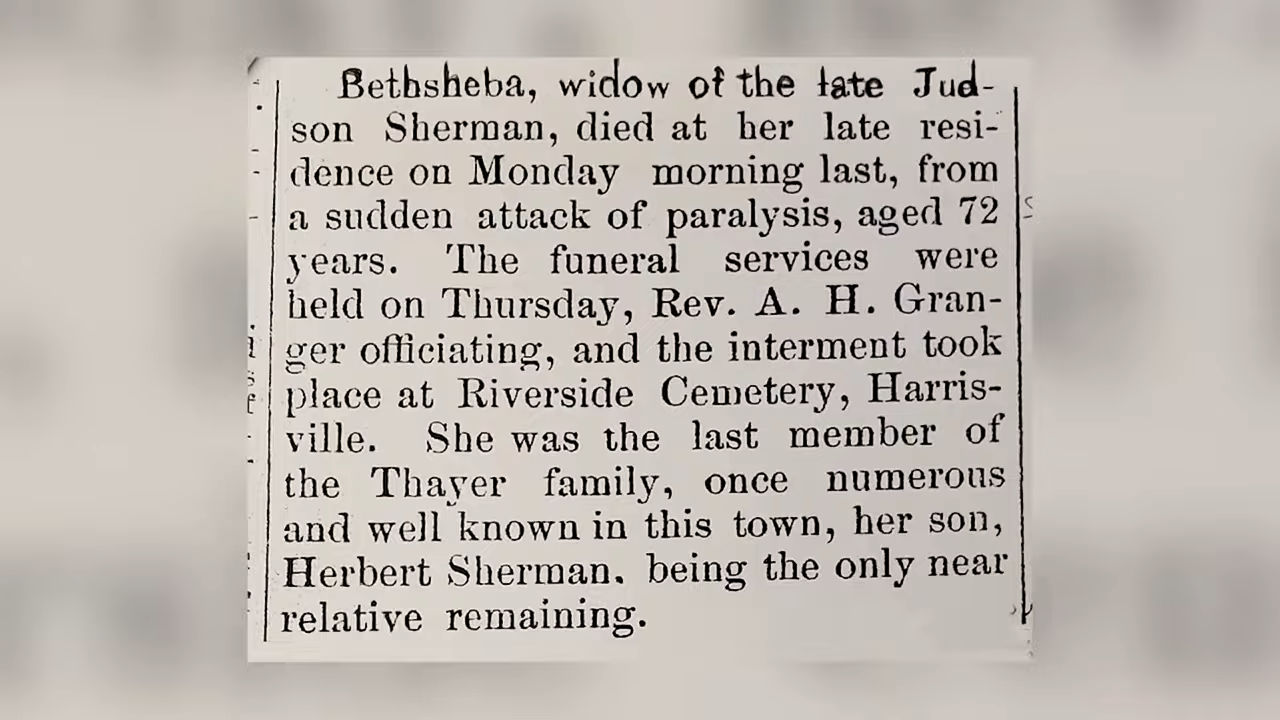 Bethsheba, widow of the late Jud-
son Sherman, died at her late resi-
dence on Monday morning last, from
a sudden attack of paralysis, aged 72
years. The funeral services were
held on Thursday, Rev. A. H. Gran-
ger officiating, and the interment took
place at Riverside Cemetery, Harris-
ville. She was the last member of
the Thayer family, once numerous
and well known in this town, her son,
Herbert Sherman. being the only near
relative remaining.